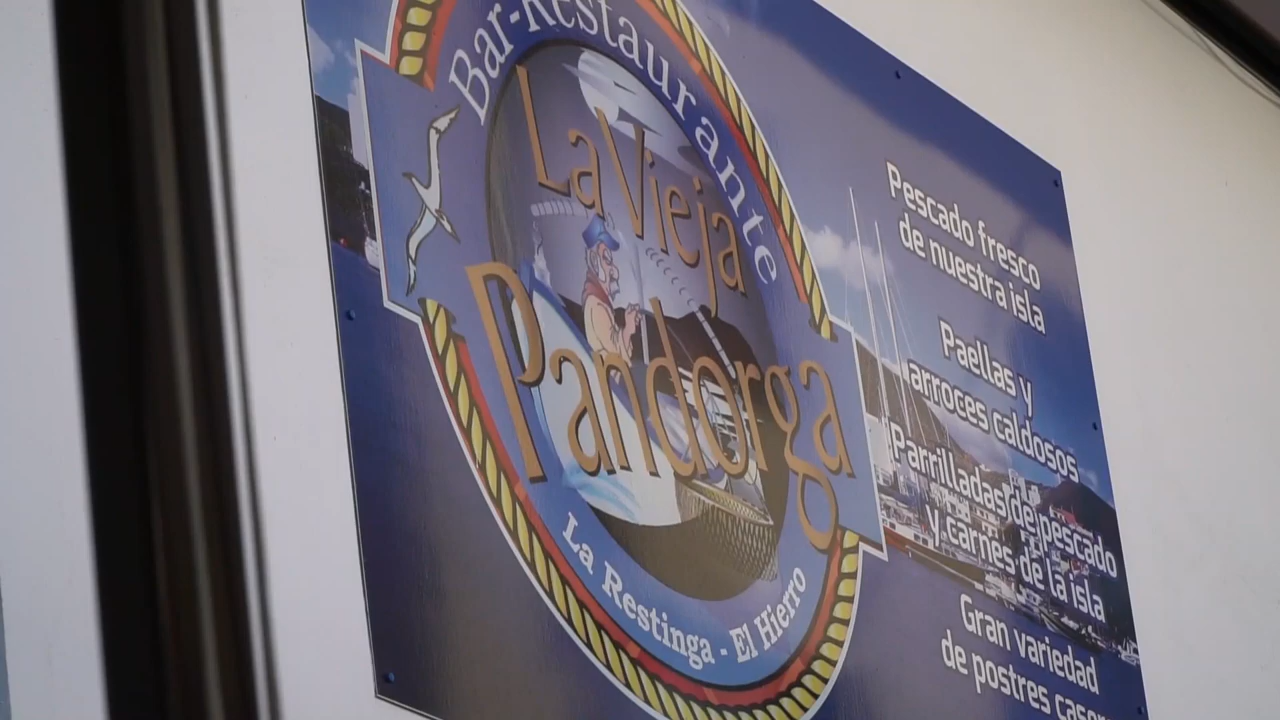 Bar-Restaurante
La Vieja
Pandorga
La Restinga - El Hierro
Pescado fresco
de nuestra isla
Paellas y
arroces caldosos
Parrilladas de pescado
y carnes de la isla
Gran variedad
de postres